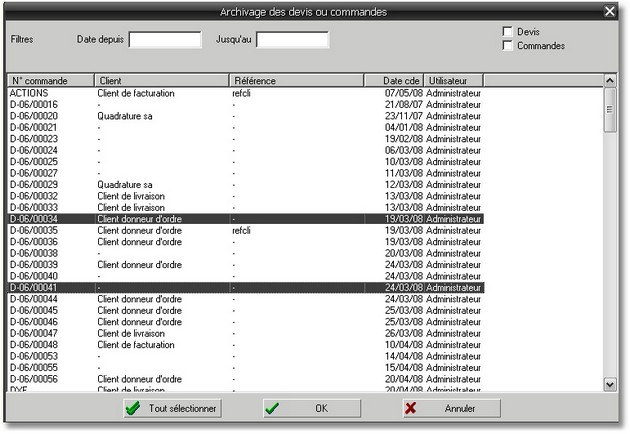 Archivage des devis ou commandes
Filtres Date depuis Jusqu'au Devis
Commandes
N° commande Client Référence Date cde Utilisateur
ACTIONS Client de facturation refcli 07/05/08 Administrateur
D-06/00016 - - 21/08/07 Administrateur
D-06/00020 Quadrature sa - 23/11/07 Administrateur
D-06/00021 - - 04/01/08 Administrateur
D-06/00023 - - 19/02/08 Administrateur
D-06/00024 - - 06/03/08 Administrateur
D-06/00025 - - 10/03/08 Administrateur
D-06/00027 - - 11/03/08 Administrateur
D-06/00029 Quadrature sa - 12/03/08 Administrateur
D-06/00032 Client de livraison - 13/03/08 Administrateur
D-06/00033 Client de livraison - 13/03/08 Administrateur
D-06/00034 Client donneur d'ordre - 19/03/08 Administrateur
D-06/00035 Client donneur d'ordre refcli 19/03/08 Administrateur
D-06/00036 Client donneur d'ordre - 19/03/08 Administrateur
D-06/00038 - - 20/03/08 Administrateur
D-06/00039 Client donneur d'ordre - 24/03/08 Administrateur
D-06/00040 - - 24/03/08 Administrateur
D-06/00041 - - 24/03/08 Administrateur
D-06/00044 Client donneur d'ordre - 24/03/08 Administrateur
D-06/00045 Client donneur d'ordre - 25/03/08 Administrateur
D-06/00046 Client donneur d'ordre - 25/03/08 Administrateur
D-06/00047 Client de livraison - 26/03/08 Administrateur
D-06/00048 Client de facturation - 10/04/08 Administrateur
D-06/00053 - - 14/04/08 Administrateur
D-06/00055 - - 15/04/08 Administrateur
D-06/00056 Client donneur d'ordre - 20/04/08 Administrateur
Client de livraison - 20/04/08 Administrateur
Tout sélectionner OK Annuler